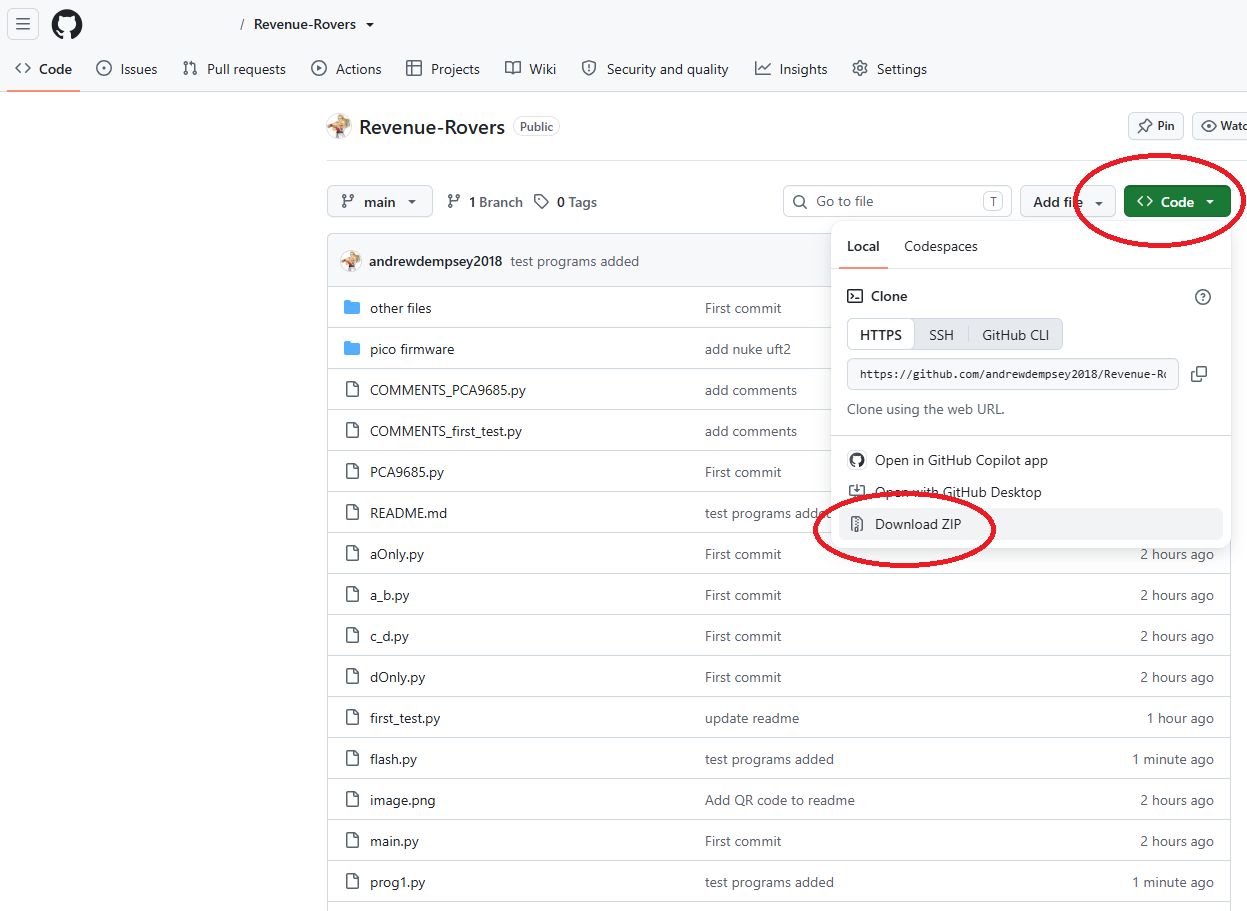 / Revenue-Rovers
Code Issues Pull requests Actions Projects Wiki Security and quality Insights Settings
Revenue-Rovers Public Pin Watc
main 1 Branch 0 Tags Go to file T Add file Code
Local Codespaces
andrewdempsey2018 test programs added
Clone
other files First commit
HTTPS SSH GitHub CLI
pico firmware add nuke uft2
https://github.com/andrewdempsey2018/Revenue-Ro
COMMENTS_PCA9685.py add comments
Clone using the web URL.
COMMENTS_first_test.py add comments
Open in GitHub Copilot app
PCA9685.py First commit
Open with GitHub Desktop
README.md test programs added
Download ZIP
aOnly.py First commit 2 hours ago
a_b.py First commit 2 hours ago
c_d.py First commit 2 hours ago
dOnly.py First commit 2 hours ago
first_test.py update readme 1 hour ago
flash.py test programs added 1 minute ago
image.png Add QR code to readme 2 hours ago
main.py First commit 2 hours ago
prog1.py test programs added 1 minute ago